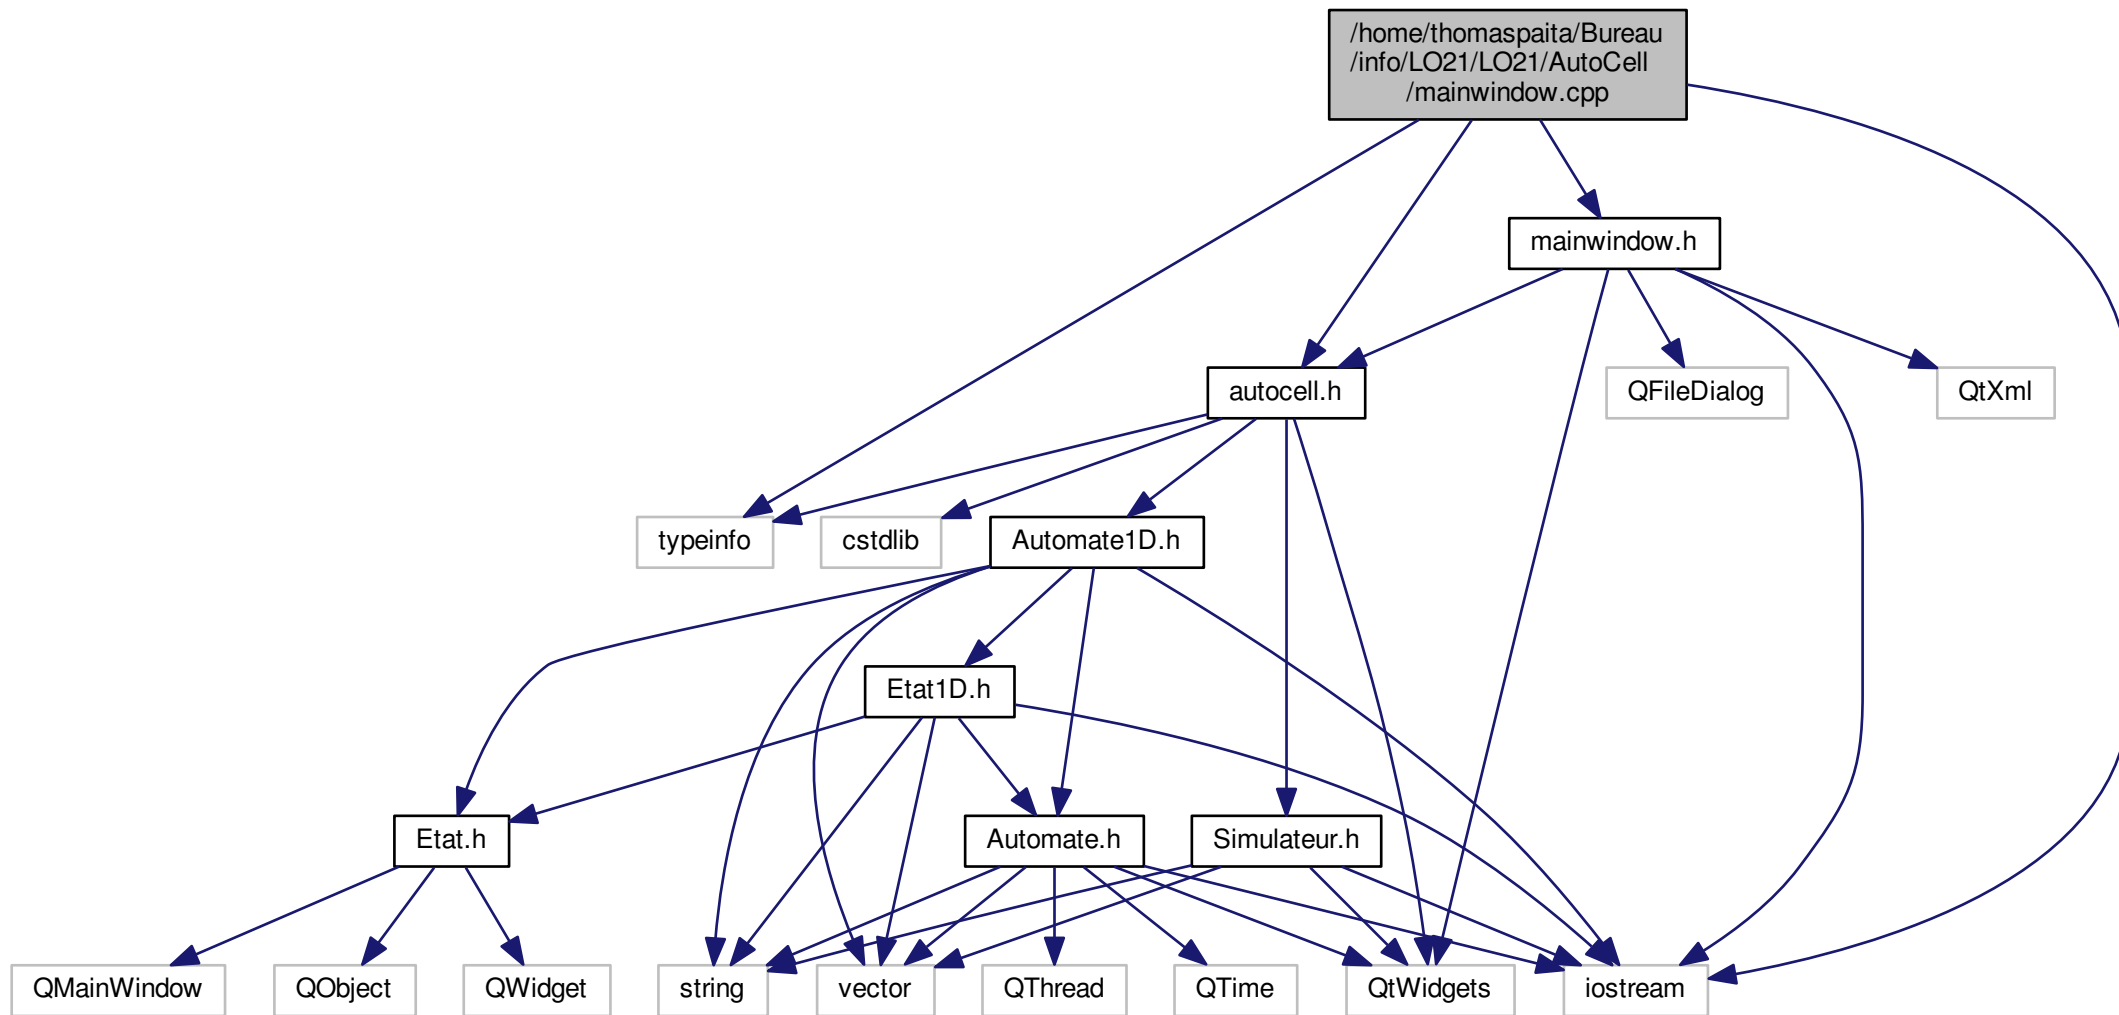 /home/thomaspaita/Bureau
/info/LO21/LO21/AutoCell
/mainwindow.cpp
mainwindow.h
autocell.h
QFileDialog
QtXml
typeinfo
cstdlib
Automate1D.h
Etat1D.h
Etat.h
Automate.h
Simulateur.h
QMainWindow
QObject
QWidget
string
vector
QThread
QTime
QtWidgets
iostream